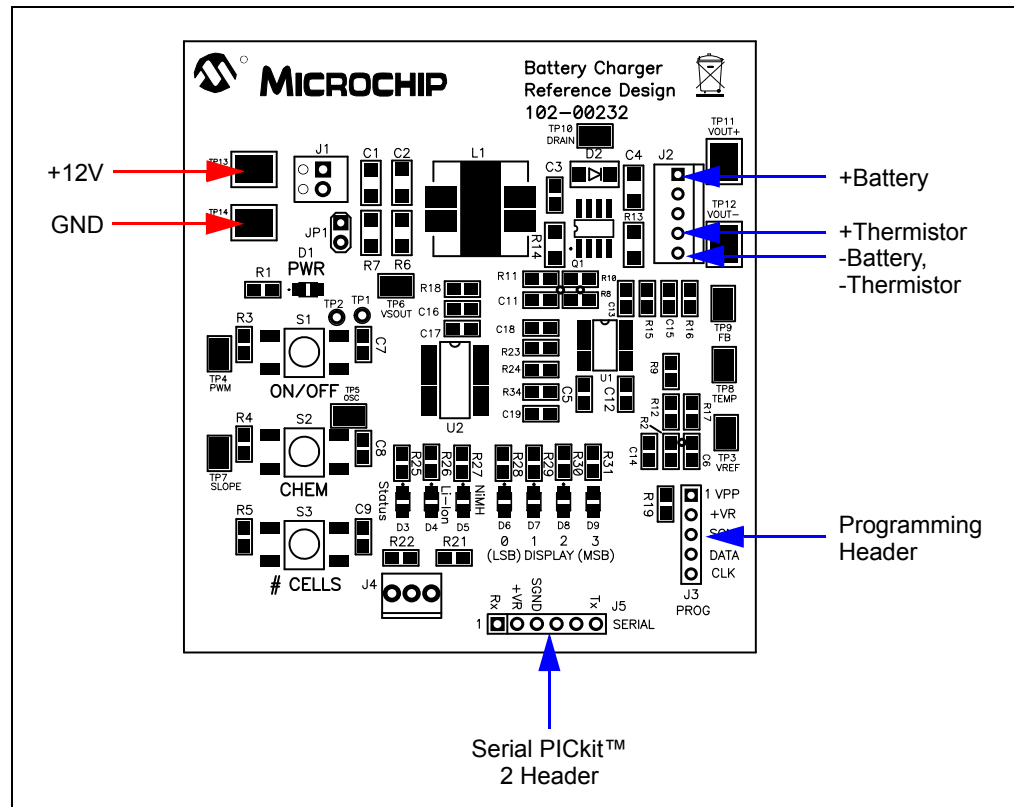 MICROCHIP
Battery Charger
Reference Design
102-00232
TP10
DRAIN
TP11
VOUT+
TP13
J1
C1
C2
L1
C3
D2
C4
J2
+12V
+Battery
TP14
GND
JP1
R7
R6
R14
R13
TP12
VOUT-
+Thermistor
-Battery,
-Thermistor
D1
PWR
R1
TP2
TP1
TP6
VSOUT
R18
C16
C17
R11
C11
Q1
R10
R8
C13
R15
C15
R16
TP9
FB
R3
S1
C7
TP4
PWM
ON/OFF
TP5
OSC
U2
C18
R23
R24
R34
C19
U1
C5
C12
R9
TP8
TEMP
R12
R17
R2
C14
C6
TP3
VREF
R4
S2
C8
TP7
SLOPE
CHEM
R25
R26
R27
R28
R29
R30
R31
Status
Li-Ion
NiMH
D3
D4
D5
D6
D7
D8
D9
0
1
2
3
(LSB) DISPLAY (MSB)
R5
S3
C9
# CELLS
R22
R21
J4
R19
1 VPP
+VR
DATA
CLK
J3
PROG
Programming
Header
Rx
+VR
SGND
Tx
J5
1
SERIAL
Serial PICkit™
2 Header